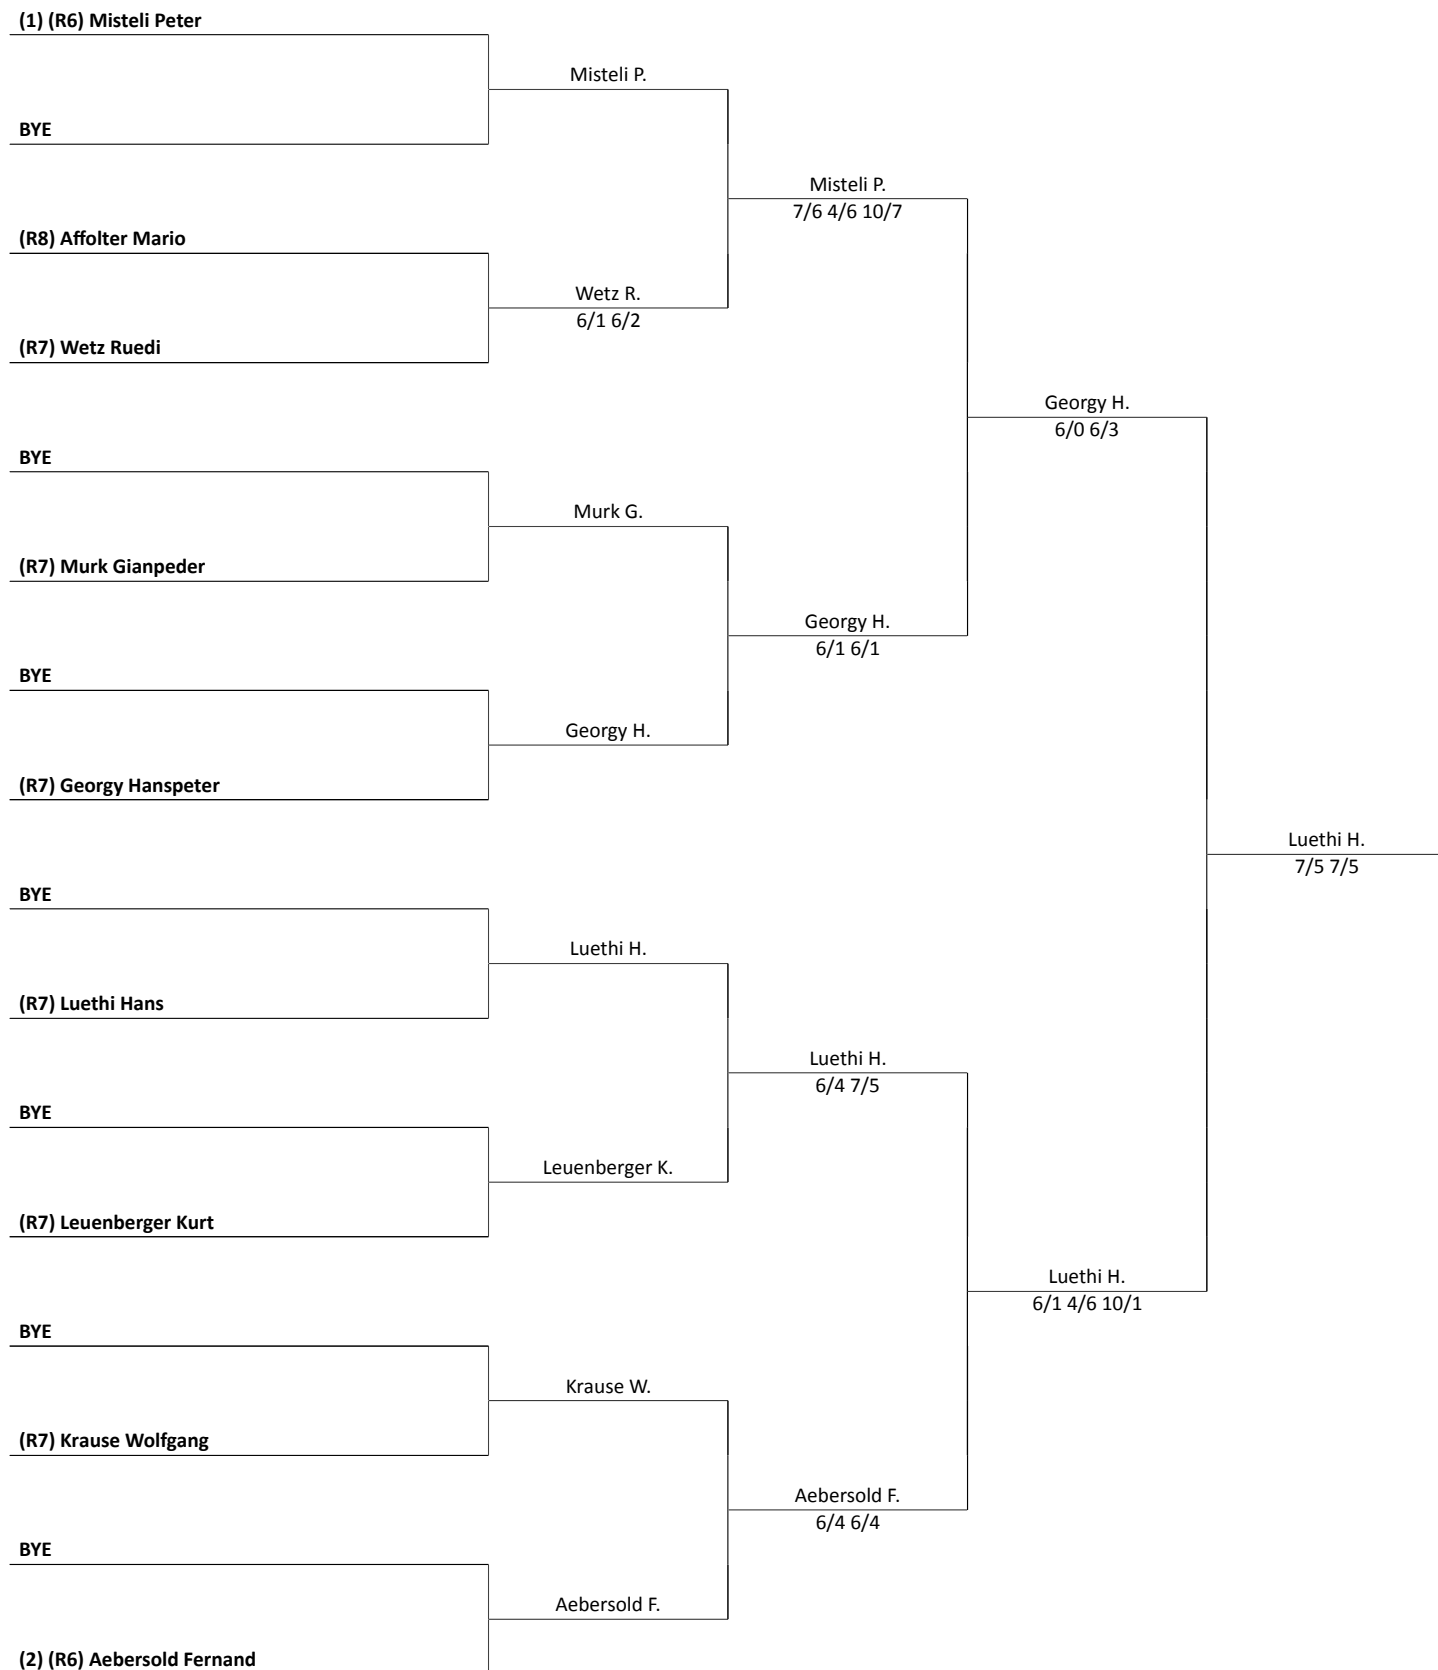 (1) (R6) Misteli Peter
Misteli P.
BYE
Misteli P.
7/6 4/6 10/7
(R8) Affolter Mario
Wetz R.
6/1 6/2
(R7) Wetz Ruedi
Georgy H.
6/0 6/3
BYE
Murk G.
(R7) Murk Gianpeder
Georgy H.
6/1 6/1
BYE
Georgy H.
(R7) Georgy Hanspeter
Luethi H.
7/5 7/5
BYE
Luethi H.
(R7) Luethi Hans
Luethi H.
6/4 7/5
BYE
Leuenberger K.
(R7) Leuenberger Kurt
Luethi H.
6/1 4/6 10/1
BYE
Krause W.
(R7) Krause Wolfgang
Aebersold F.
6/4 6/4
BYE
Aebersold F.
(2) (R6) Aebersold Fernand